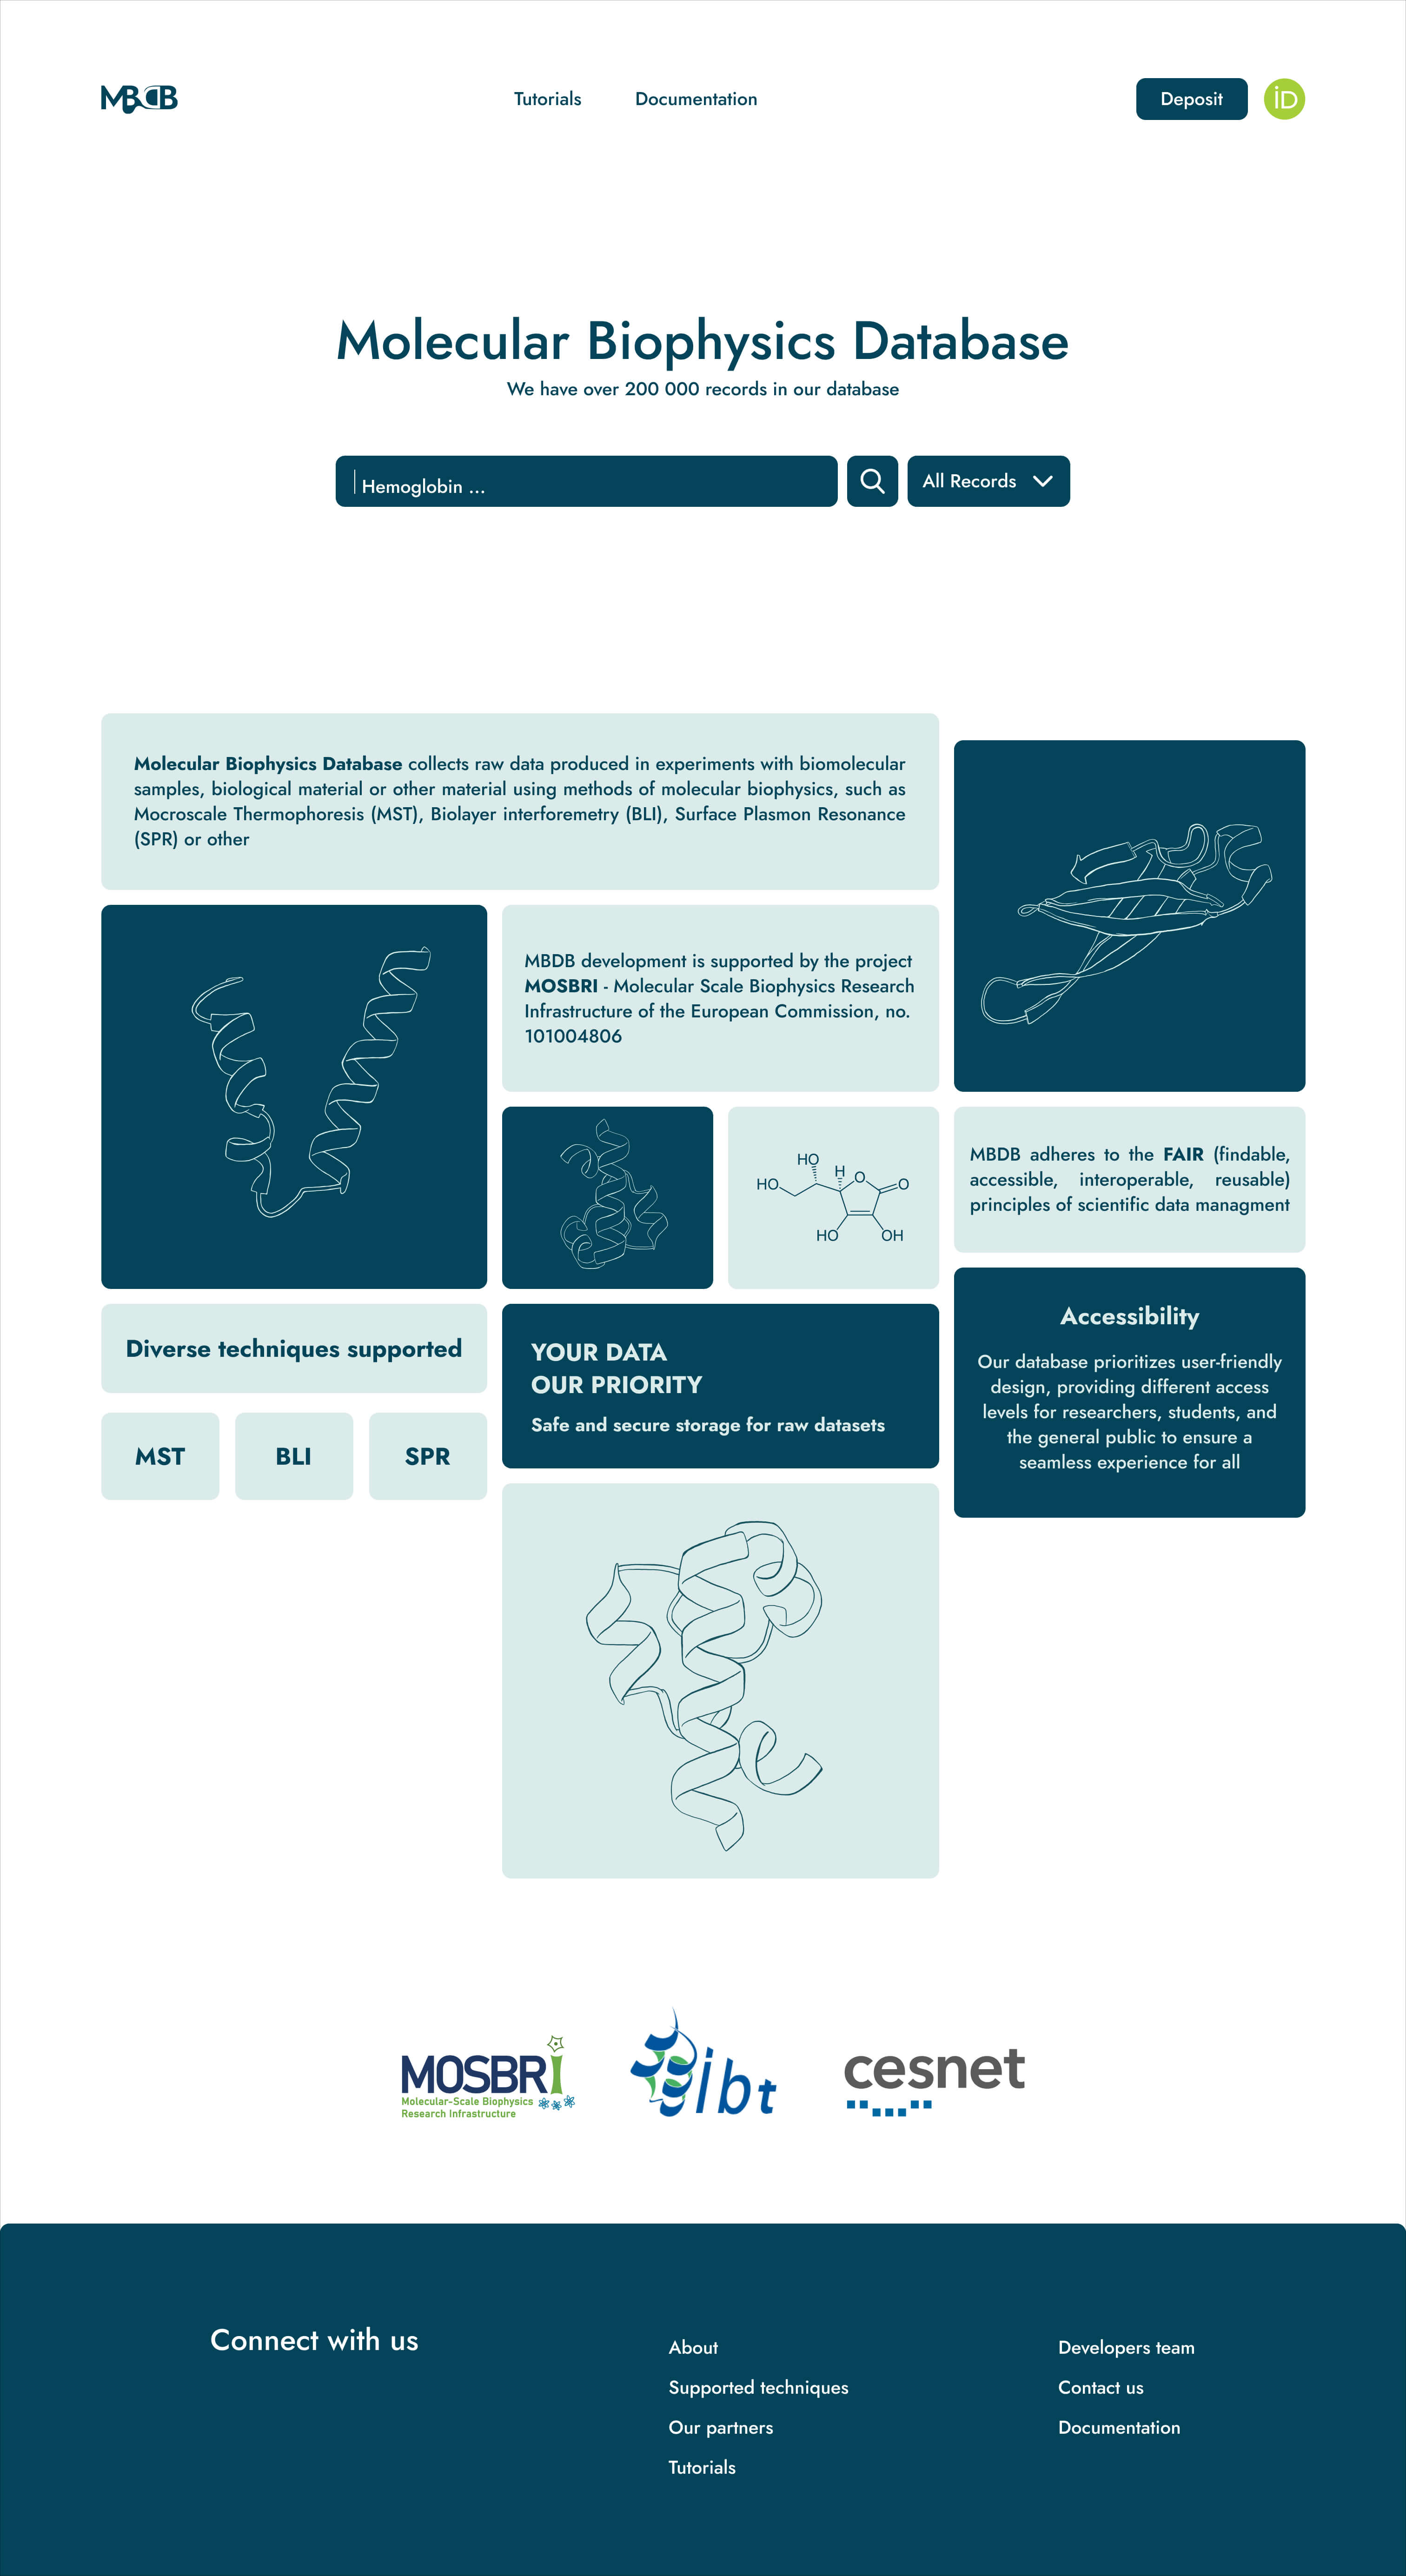 MBDB
Tutorials
Documentation
Deposit
iD
Molecular Biophysics Database
We have over 200 000 records in our database
Hemoglobin ...
All Records
Molecular Biophysics Database collects raw data produced in experiments with biomolecular
samples, biological material or other material using methods of molecular biophysics, such as
Mocroscale Thermophoresis (MST), Biolayer interforemetry (BLI), Surface Plasmon Resonance
(SPR) or other
MBDB development is supported by the project
MOSBRI - Molecular Scale Biophysics Research
Infrastructure of the European Commission, no.
101004806
HO
H
O
HO
O
HO
OH
MBDB adheres to the FAIR (findable,
accessible, interoperable, reusable)
principles of scientific data managment
Diverse techniques supported
MST
BLI
SPR
YOUR DATA
OUR PRIORITY
Safe and secure storage for raw datasets
Accessibility
Our database prioritizes user-friendly
design, providing different access
levels for researchers, students, and
the general public to ensure a
seamless experience for all
MOSBRI
Molecular-Scale Biophysics
Research Infrastructure
ibt
cesnet
Connect with us
About
Supported techniques
Our partners
Tutorials
Developers team
Contact us
Documentation